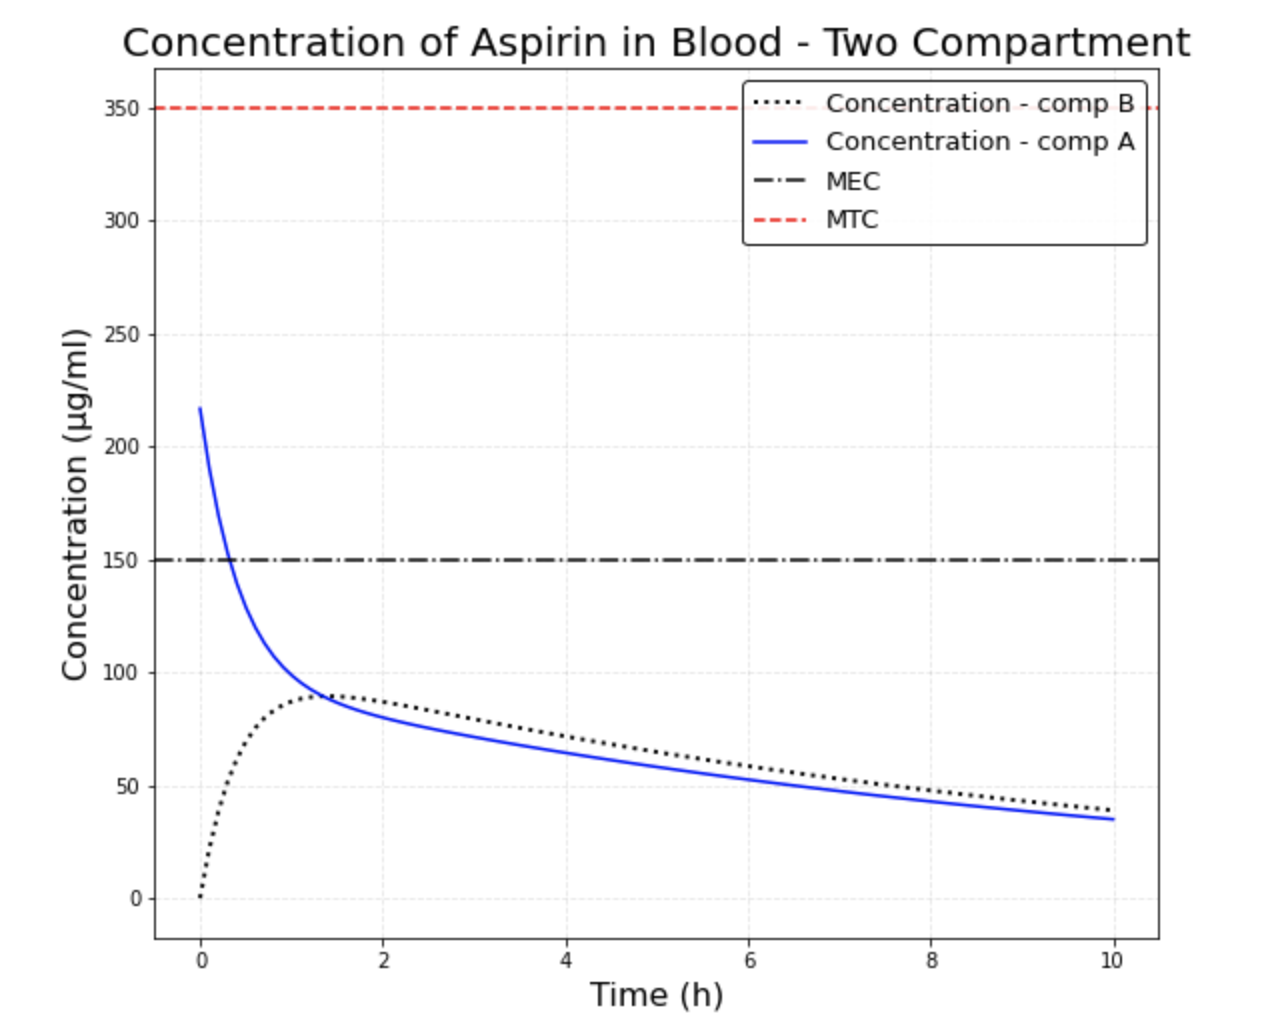 Concentration of Aspirin in Blood - Two Compartment
Concentration - comp B
Concentration - comp A
MEC
MTC
350
300
250
200
150
100
50
0
Concentration (µg/ml)
0 2 4 6 8 10
Time (h)